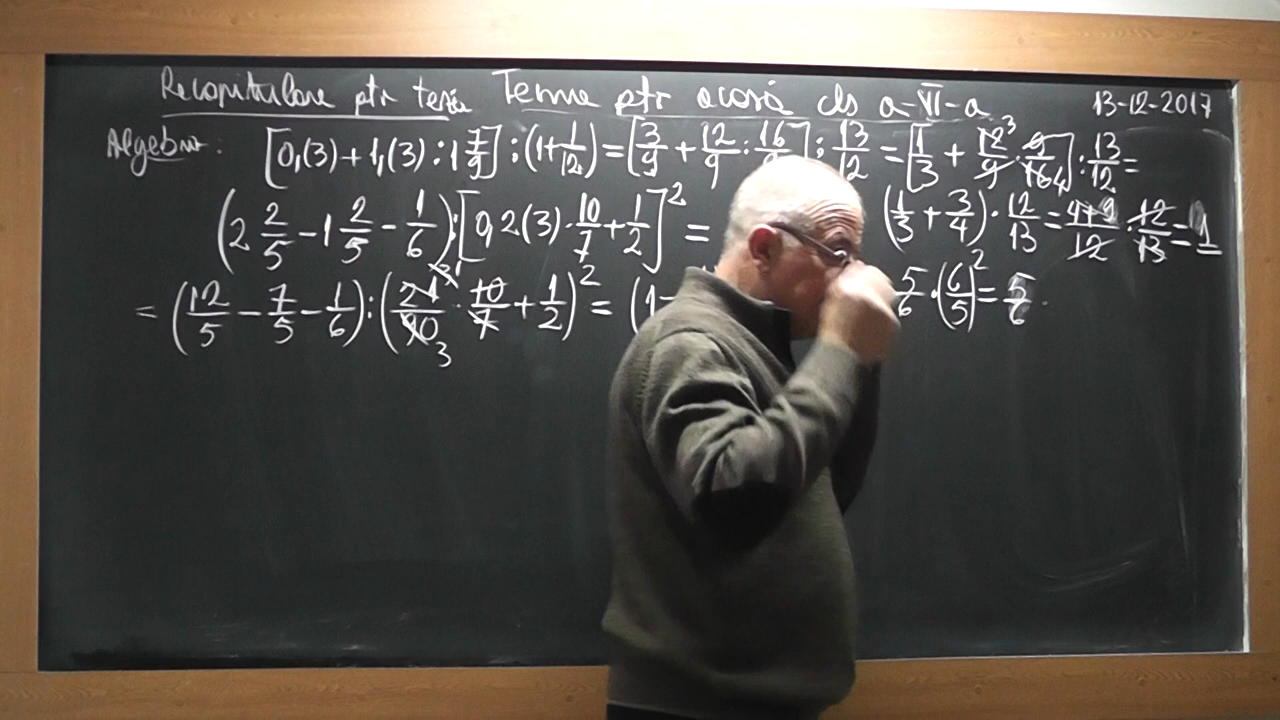 Recapitulare ptr teză Teme ptr acasă cls a-VI-a 13-12-2017
Algebra: [0,(3)+1,(3):1 7/9]:(1+1/12)=[3/9+12/9:16/9]:13/12=[1/3+12/9·9/16]:13/12=
(2 2/5-1 2/5-1/6):[0,2(3)·10/7+1/2]²= (1/3+3/4)·12/13=4+9/12·12/13=1
=(12/5-7/5-1/6):(21/90·10/7+1/2)²=(1- 5/6·(6/5)²=5/6.